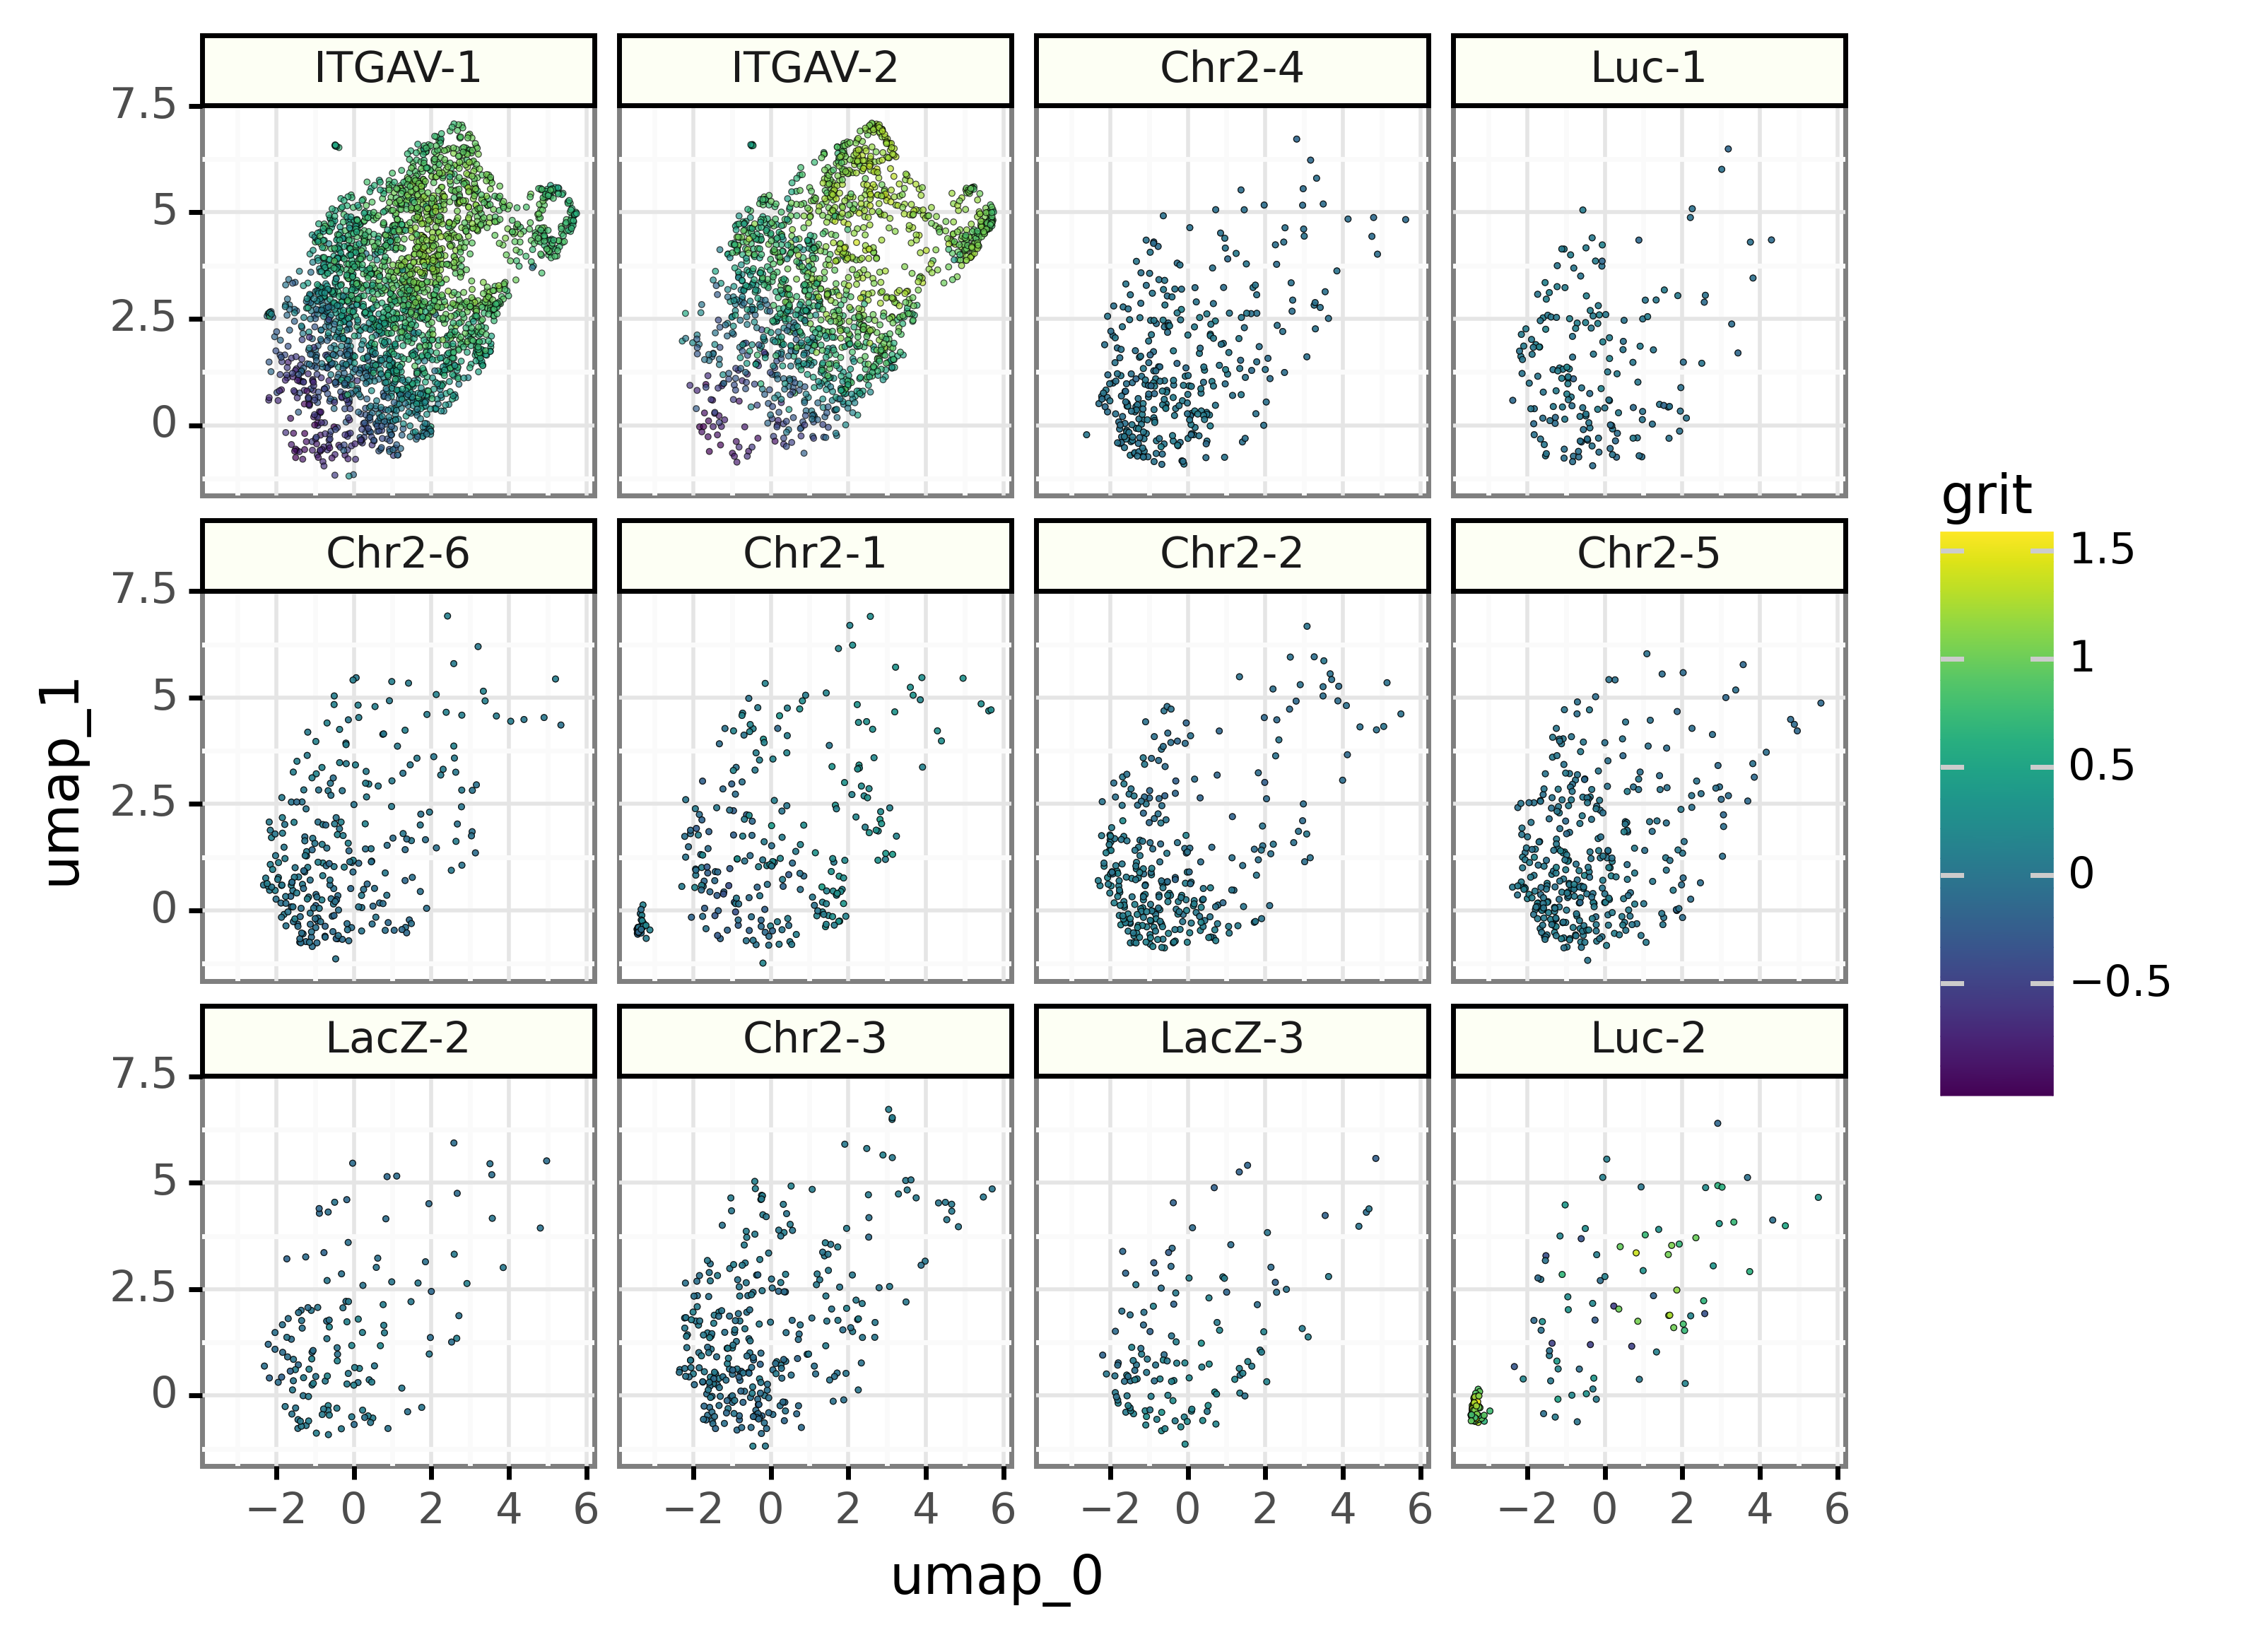 ITGAV-1 ITGAV-2 Chr2-4 Luc-1
7.5
5
2.5
0
Chr2-6 Chr2-1 Chr2-2 Chr2-5
7.5
5
2.5
0
LacZ-2 Chr2-3 LacZ-3 Luc-2
7.5
5
2.5
0
−2 0 2 4 6 −2 0 2 4 6 −2 0 2 4 6 −2 0 2 4 6
umap_0
umap_1
grit
1.5
1
0.5
0
−0.5